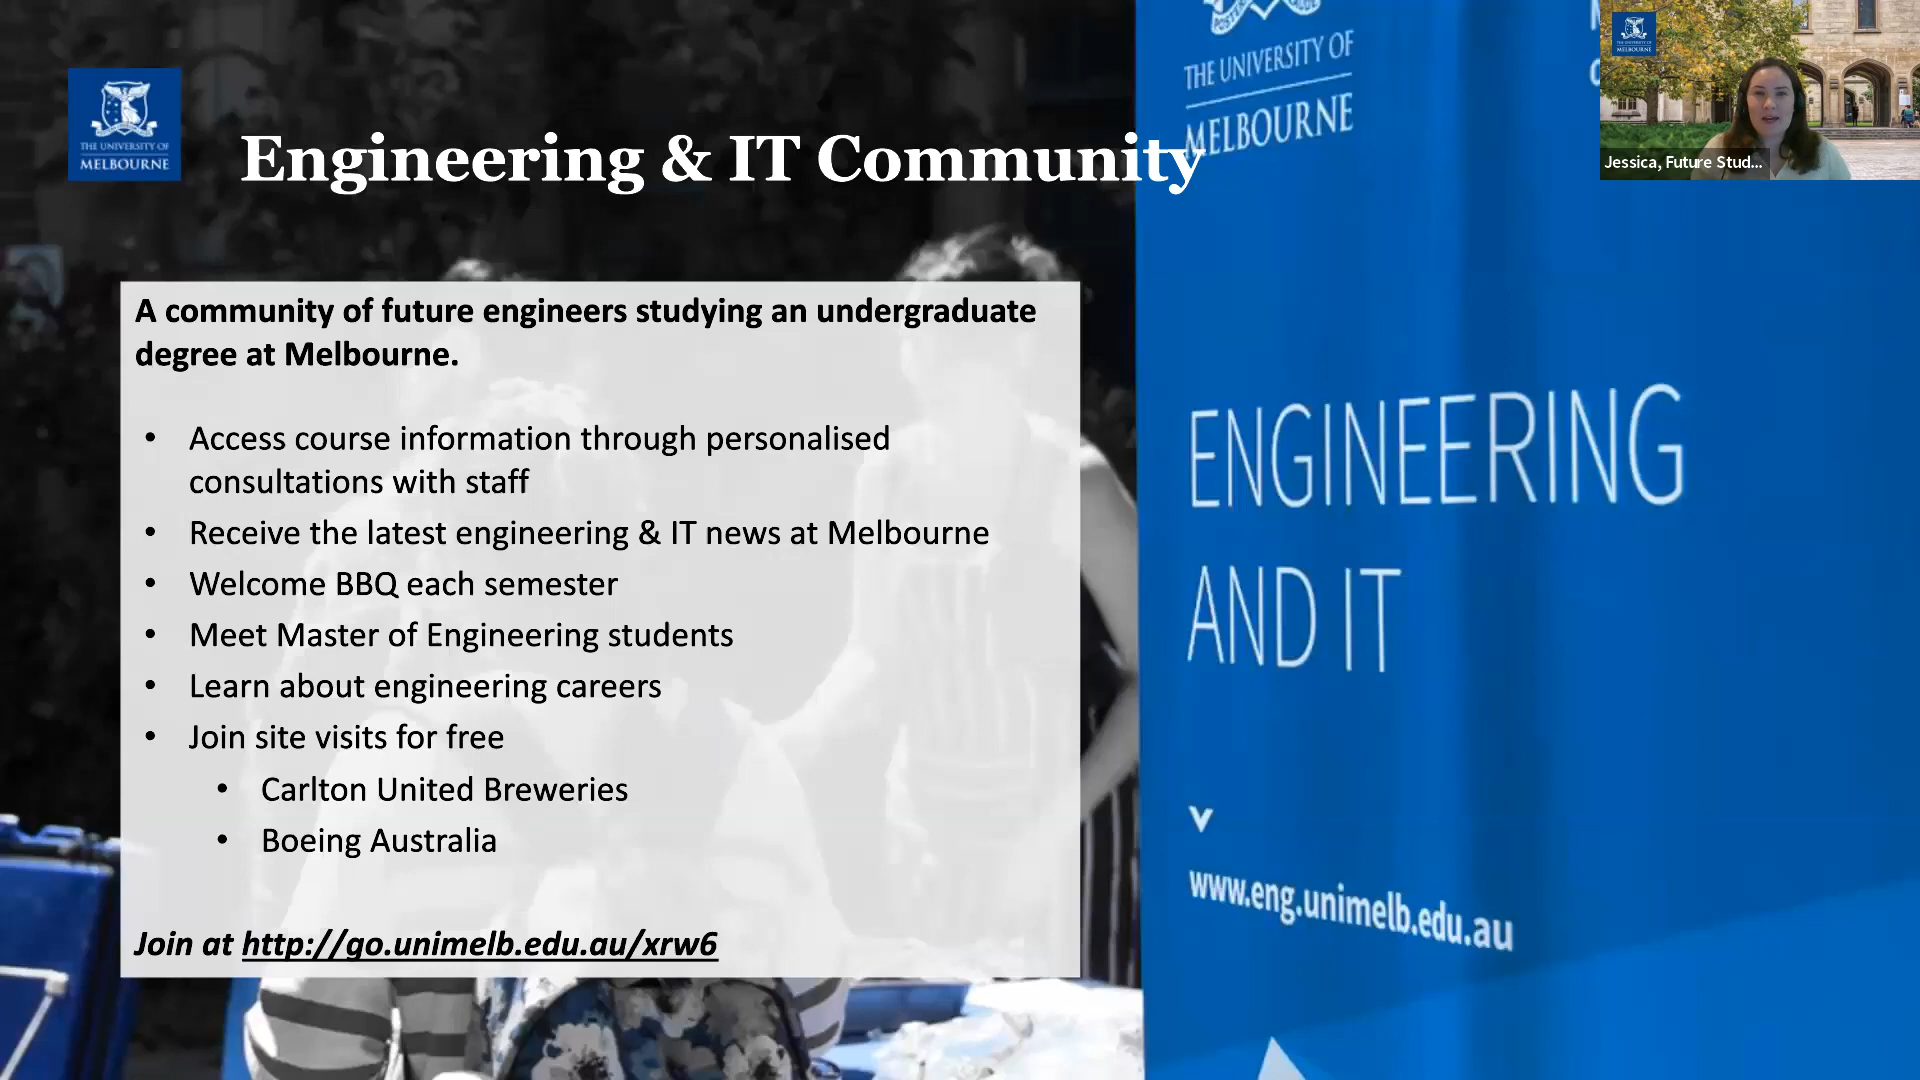 THE UNIVERSITY OF
MELBOURNE
Engineering & IT Community
A community of future engineers studying an undergraduate
degree at Melbourne.
• Access course information through personalised
consultations with staff
• Receive the latest engineering & IT news at Melbourne
• Welcome BBQ each semester
• Meet Master of Engineering students
• Learn about engineering careers
• Join site visits for free
• Carlton United Breweries
• Boeing Australia
Join at http://go.unimelb.edu.au/xrw6
THE UNIVERSITY OF
MELBOURNE
ENGINEERING
AND IT
www.eng.unimelb.edu.au
MELBOURNE
Jessica, Future Stud...